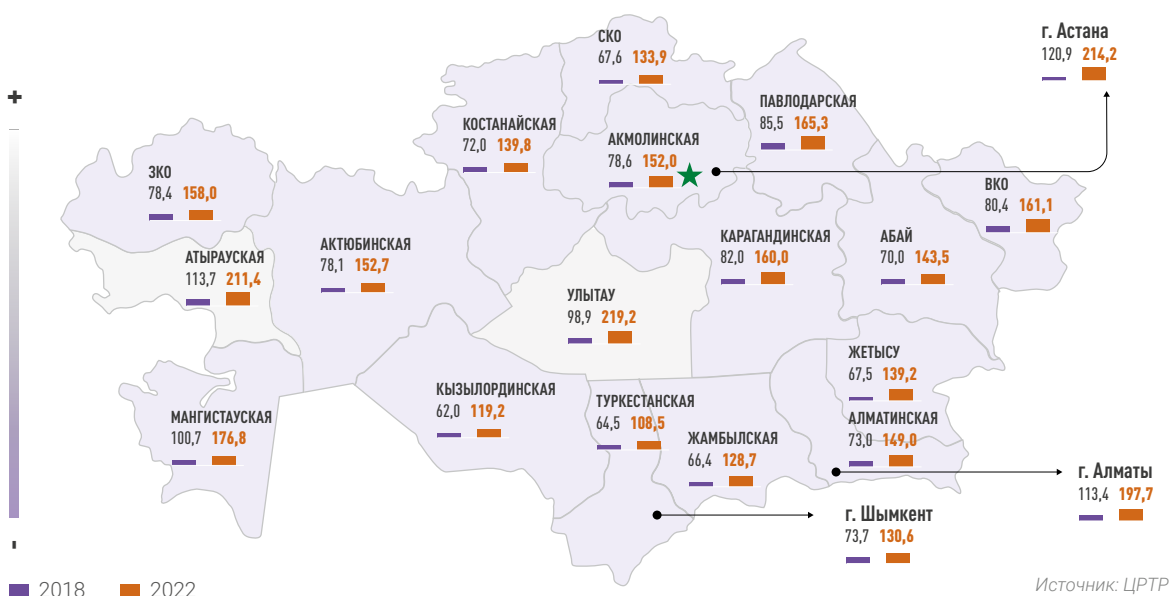 СКО
67,6 133,9
г. Астана
120,9 214,2
+
ПАВЛОДАРСКАЯ
85,5 165,3
КОСТАНАЙСКАЯ
72,0 139,8
АКМОЛИНСКАЯ
78,6 152,0
ЗКО
78,4 158,0
ВКО
80,4 161,1
АТЫРАУСКАЯ
113,7 211,4
АКТЮБИНСКАЯ
78,1 152,7
КАРАГАНДИНСКАЯ
82,0 160,0
АБАЙ
70,0 143,5
УЛЫТАУ
98,9 219,2
ЖЕТЫСУ
67,5 139,2
КЫЗЫЛОРДИНСКАЯ
62,0 119,2
ТУРКЕСТАНСКАЯ
64,5 108,5
МАНГИСТАУСКАЯ
100,7 176,8
ЖАМБЫЛСКАЯ
66,4 128,7
АЛМАТИНСКАЯ
73,0 149,0
г. Алматы
113,4 197,7
г. Шымкент
73,7 130,6
-
2018 2022
Источник: ЦРТР